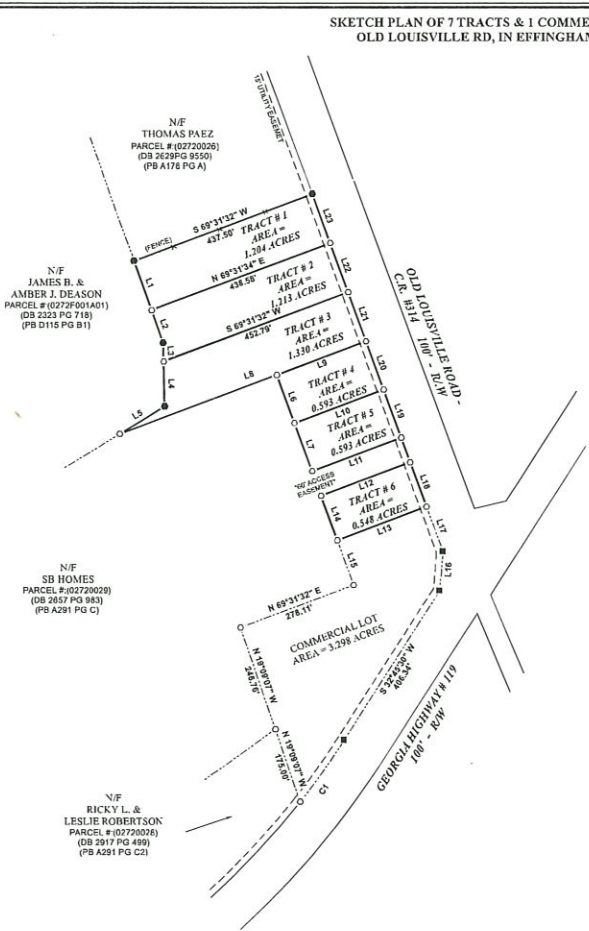 SKETCH PLAN OF 7 TRACTS & 1 COMME
OLD LOUISVILLE RD, IN EFFINGHAM
N/F
THOMAS PAEZ
PARCEL #:(02720026)
(DB 2629PG 9550)
(PB A176 PG A)
15' UTILITY EASEMET
S 69°31'32" W
437.50'
(FENCE)
TRACT # 1
AREA =
1.204 ACRES
L23
L1
N 69°31'34" E
438.56'
TRACT # 2
AREA =
1.213 ACRES
L22
N/F
JAMES B. &
AMBER J. DEASON
PARCEL #:(0272F001A01)
(DB 2323 PG 718)
(PB D115 PG B1)
L2
L3
S 69°31'32" W
452.79'
TRACT # 3
AREA =
1.330 ACRES
L21
OLD LOUISVILLE ROAD -
C.R. #314 100' - R/.W
L4
L5
L8
L9
L6
TRACT # 4
AREA =
0.593 ACRES
L20
L10
L7
TRACT # 5
AREA =
0.593 ACRES
L19
L11
"60' ACCESS
EASEMENT"
L12
TRACT # 6
AREA =
0.548 ACRES
L18
L14
L13
L17
L15
L16
N/F
SB HOMES
PARCEL #:(02720029)
(DB 2657 PG 983)
(PB A291 PG C)
N 69°31'32" E
278.11'
COMMERCIAL LOT
AREA = 3.298 ACRES
N 19°09'07" W
248.76'
S 32°45'30" W
406.34'
GEORGIA HIGHWAY # 119
100' - R/W
N 19°09'07" W
175.00'
C1
N/F
RICKY L. &
LESLIE ROBERTSON
PARCEL #:(02720026)
(DB 2917 PG 499)
(PB A291 PG C2)